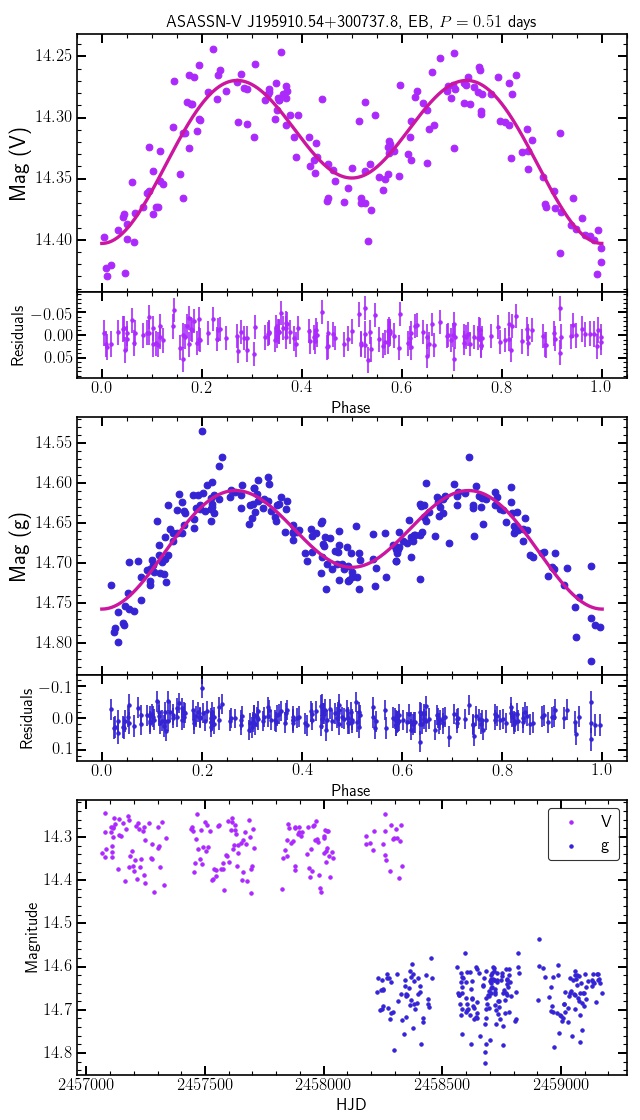 ASASSN-V J195910.54+300737.8, EB, P = 0.51 days
14.25
14.30
14.35
14.40
Mag (V)
−0.05
0.00
0.05
Residuals
0.0 0.2 0.4 0.6 0.8 1.0
Phase
14.55
14.60
14.65
14.70
14.75
14.80
Mag (g)
−0.1
0.0
0.1
Residuals
0.0 0.2 0.4 0.6 0.8 1.0
Phase
V
g
14.3
14.4
14.5
14.6
14.7
14.8
Magnitude
2457000 2457500 2458000 2458500 2459000
HJD